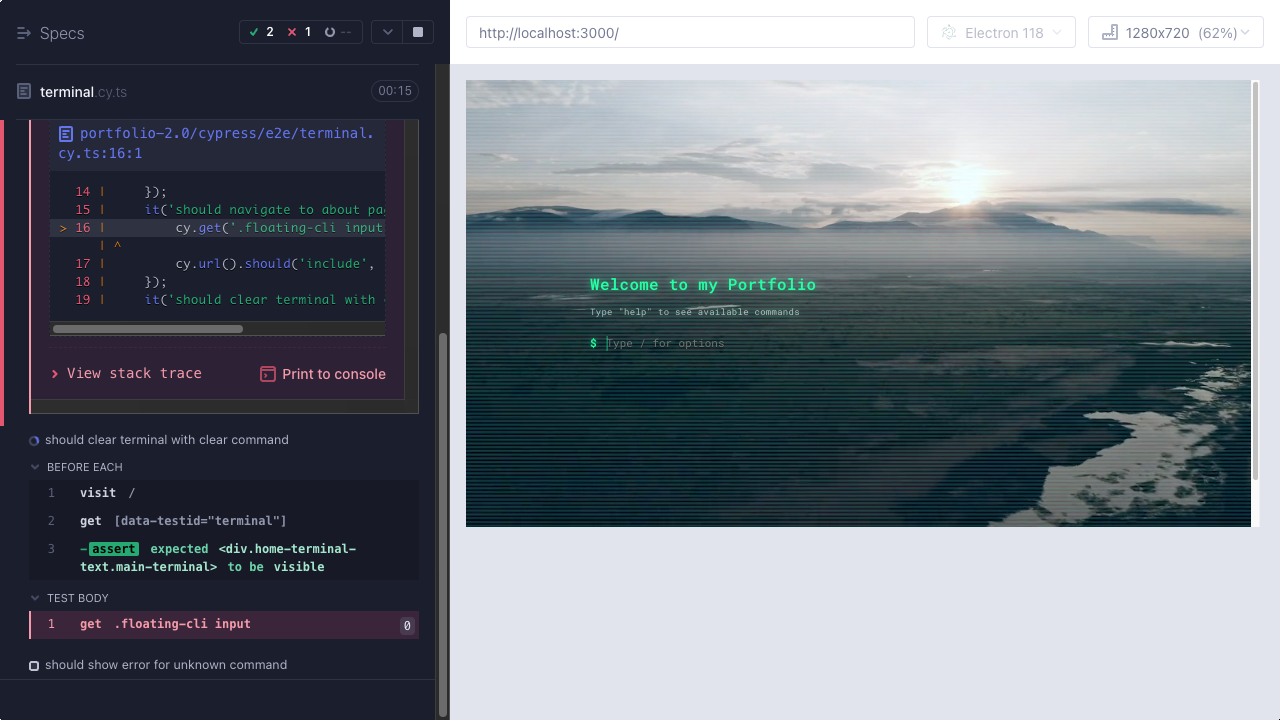 Specs
2
1
--
terminal.cy.ts
00:15
portfolio-2.0/cypress/e2e/terminal.
cy.ts:16:1
14 | });
15 | it('should navigate to about pa
> 16 | cy.get('.floating-cli input
| ^
17 | cy.url().should('include',
18 | });
19 | it('should clear terminal with
View stack trace
Print to console
should clear terminal with clear command
BEFORE EACH
1 visit /
2 get [data-testid="terminal"]
3 -assert expected <div.home-terminal-
text.main-terminal> to be visible
TEST BODY
1 get .floating-cli input 0
should show error for unknown command
http://localhost:3000/
Electron 118
1280x720 (62%)
Welcome to my Portfolio
Type "help" to see available commands
$ Type / for options